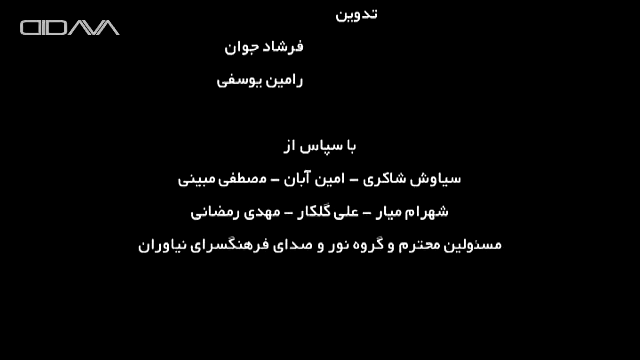 DIDAVA
تدوین
فرشاد جوان
رامین یوسفی
با سپاس از
سیاوش شاکری - امین آبان - مصطفی مبینی
شهرام میار - علی گلکار - مهدی رمضانی
مسئولین محترم و گروه نور و صدای فرهنگسرای نیاوران